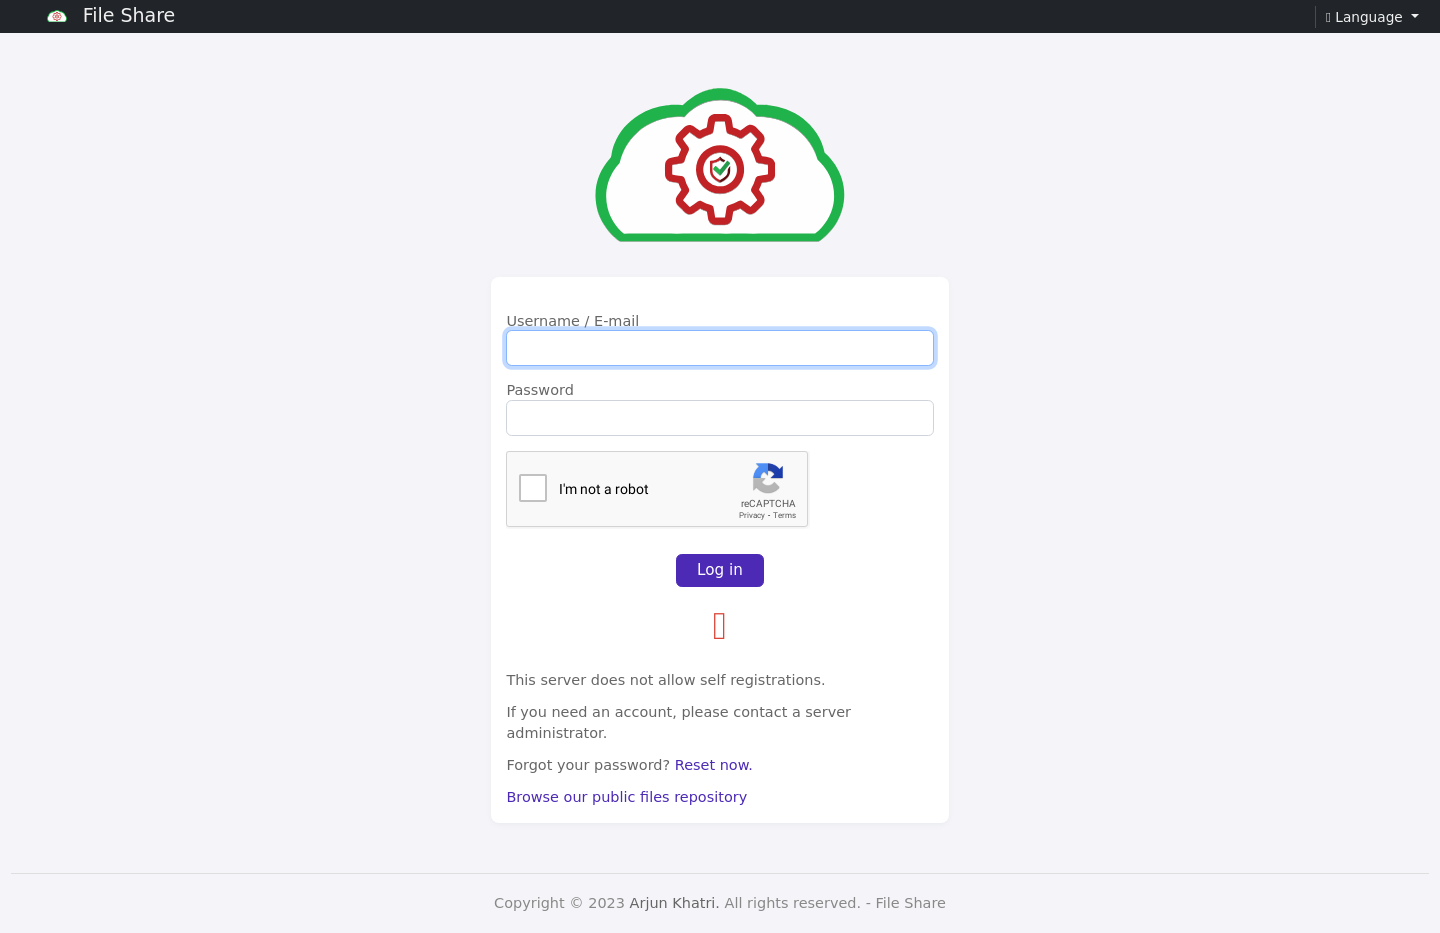 File Share
Language
Username / E-mail
Password
I'm not a robot
reCAPTCHA
Privacy - Terms
Log in
This server does not allow self registrations.
If you need an account, please contact a server
administrator.
Forgot your password? Reset now.
Browse our public files repository
Copyright © 2023 Arjun Khatri. All rights reserved. - File Share